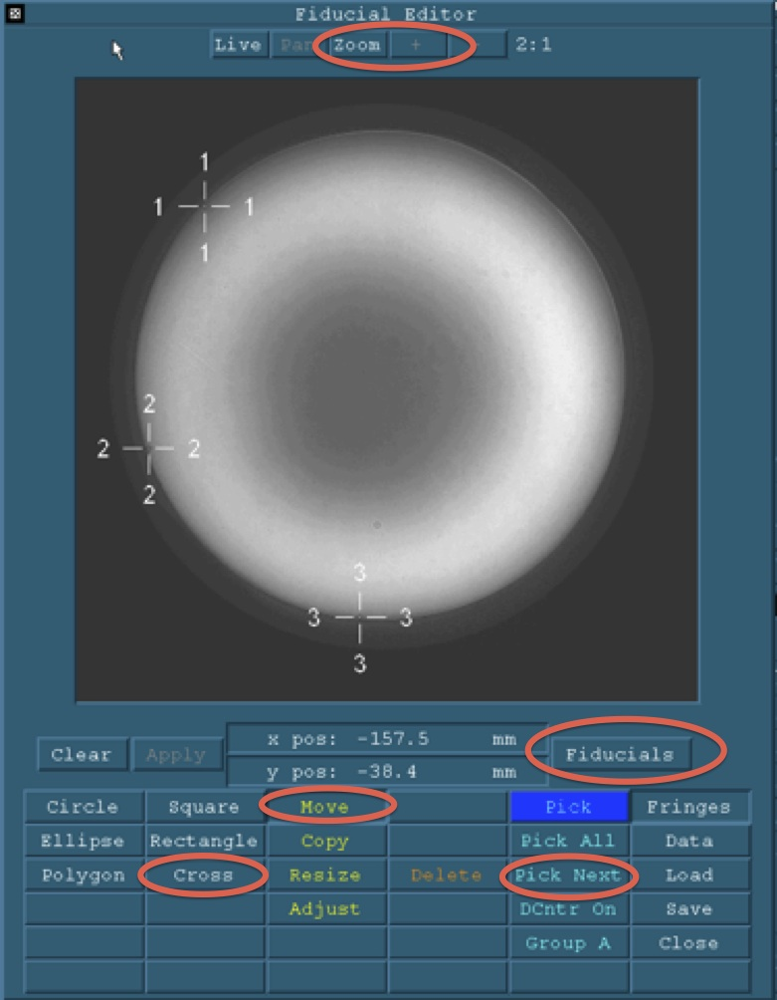 Fiducial Editor
Live Pan Zoom + - 2:1
1
1 1
1
2
2 2
2
3
3 3
3
Clear Apply x pos: -157.5 mm Fiducials
y pos: -38.4 mm
Circle Square Move Pick Fringes
Ellipse Rectangle Copy Pick All Data
Polygon Cross Resize Delete Pick Next Load
Adjust DCntr On Save
Group A Close